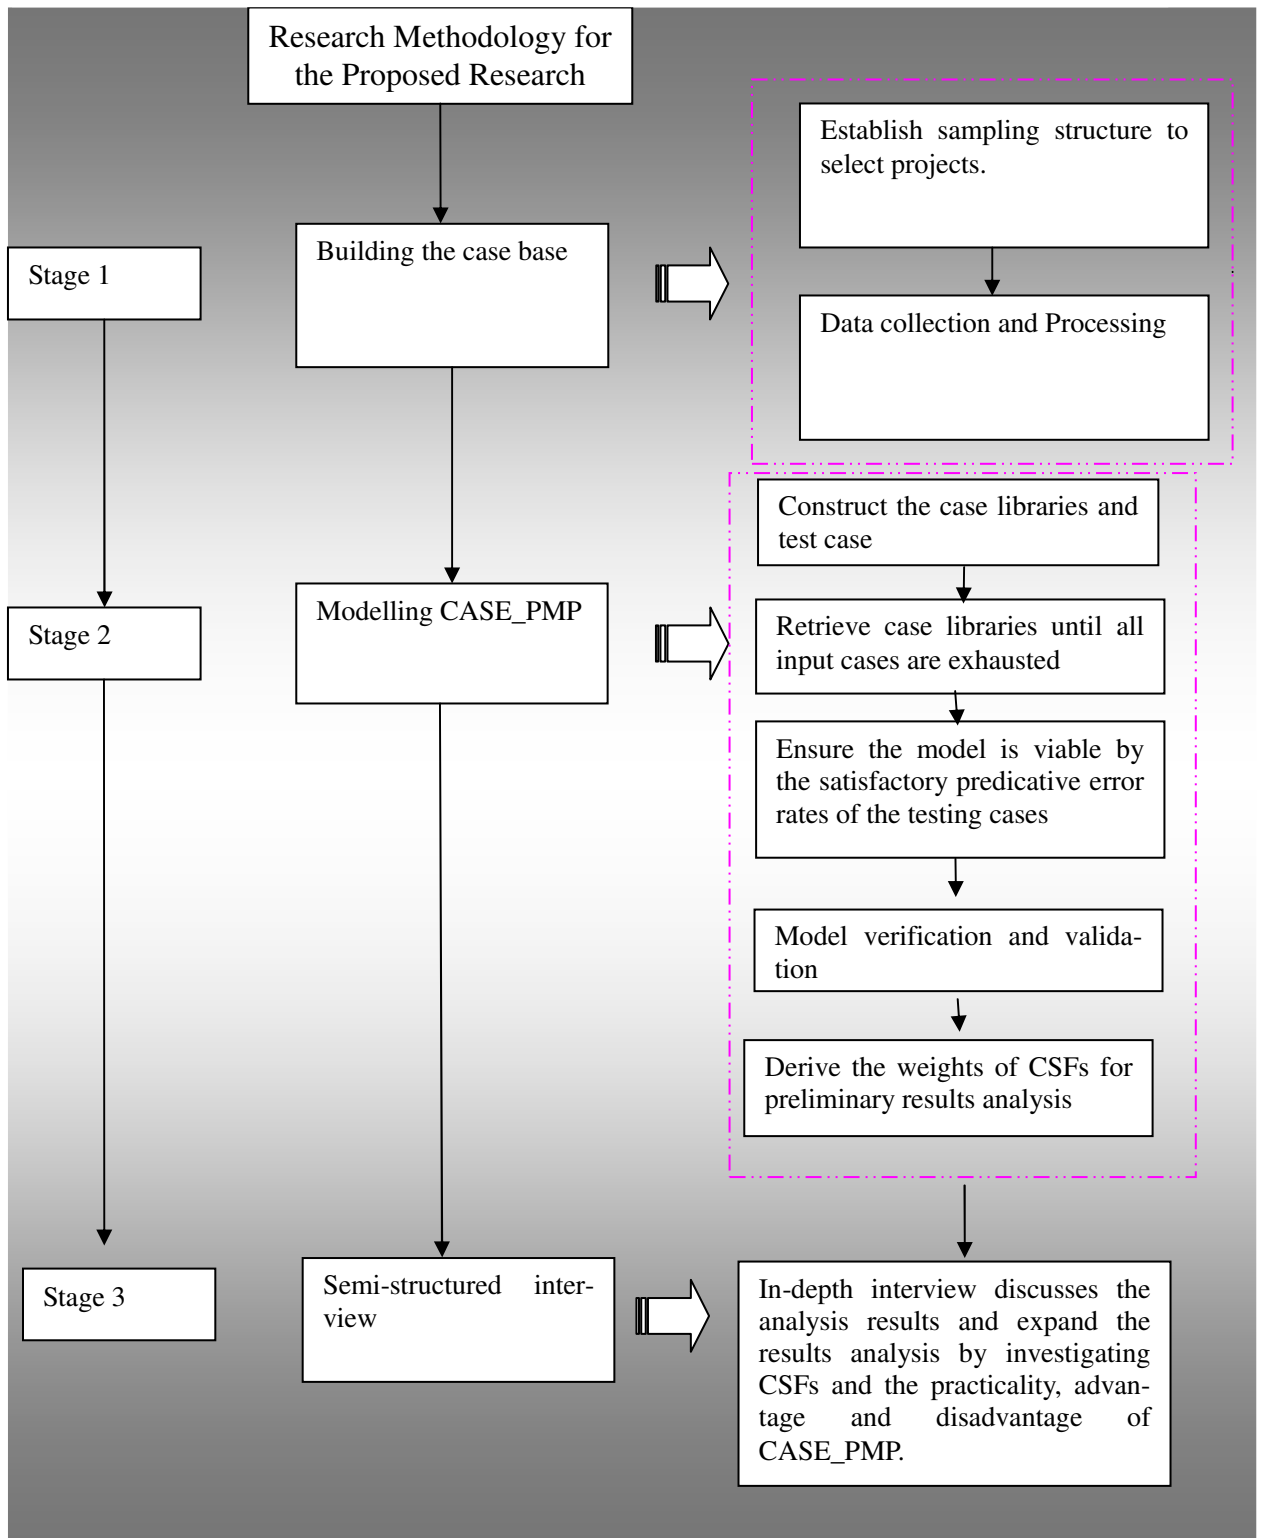 Research Methodology for
the Proposed Research
Establish sampling structure to
select projects.
Stage 1
Building the case base
Data collection and Processing
Construct the case libraries and
test case
Stage 2
Modelling CASE_PMP
Retrieve case libraries until all
input cases are exhausted
Ensure the model is viable by
the satisfactory predicative error
rates of the testing cases
Model verification and valida-
tion
Derive the weights of CSFs for
preliminary results analysis
Stage 3
Semi-structured inter-
view
In-depth interview discusses the
analysis results and expand the
results analysis by investigating
CSFs and the practicality, advan-
tage and disadvantage of
CASE_PMP.